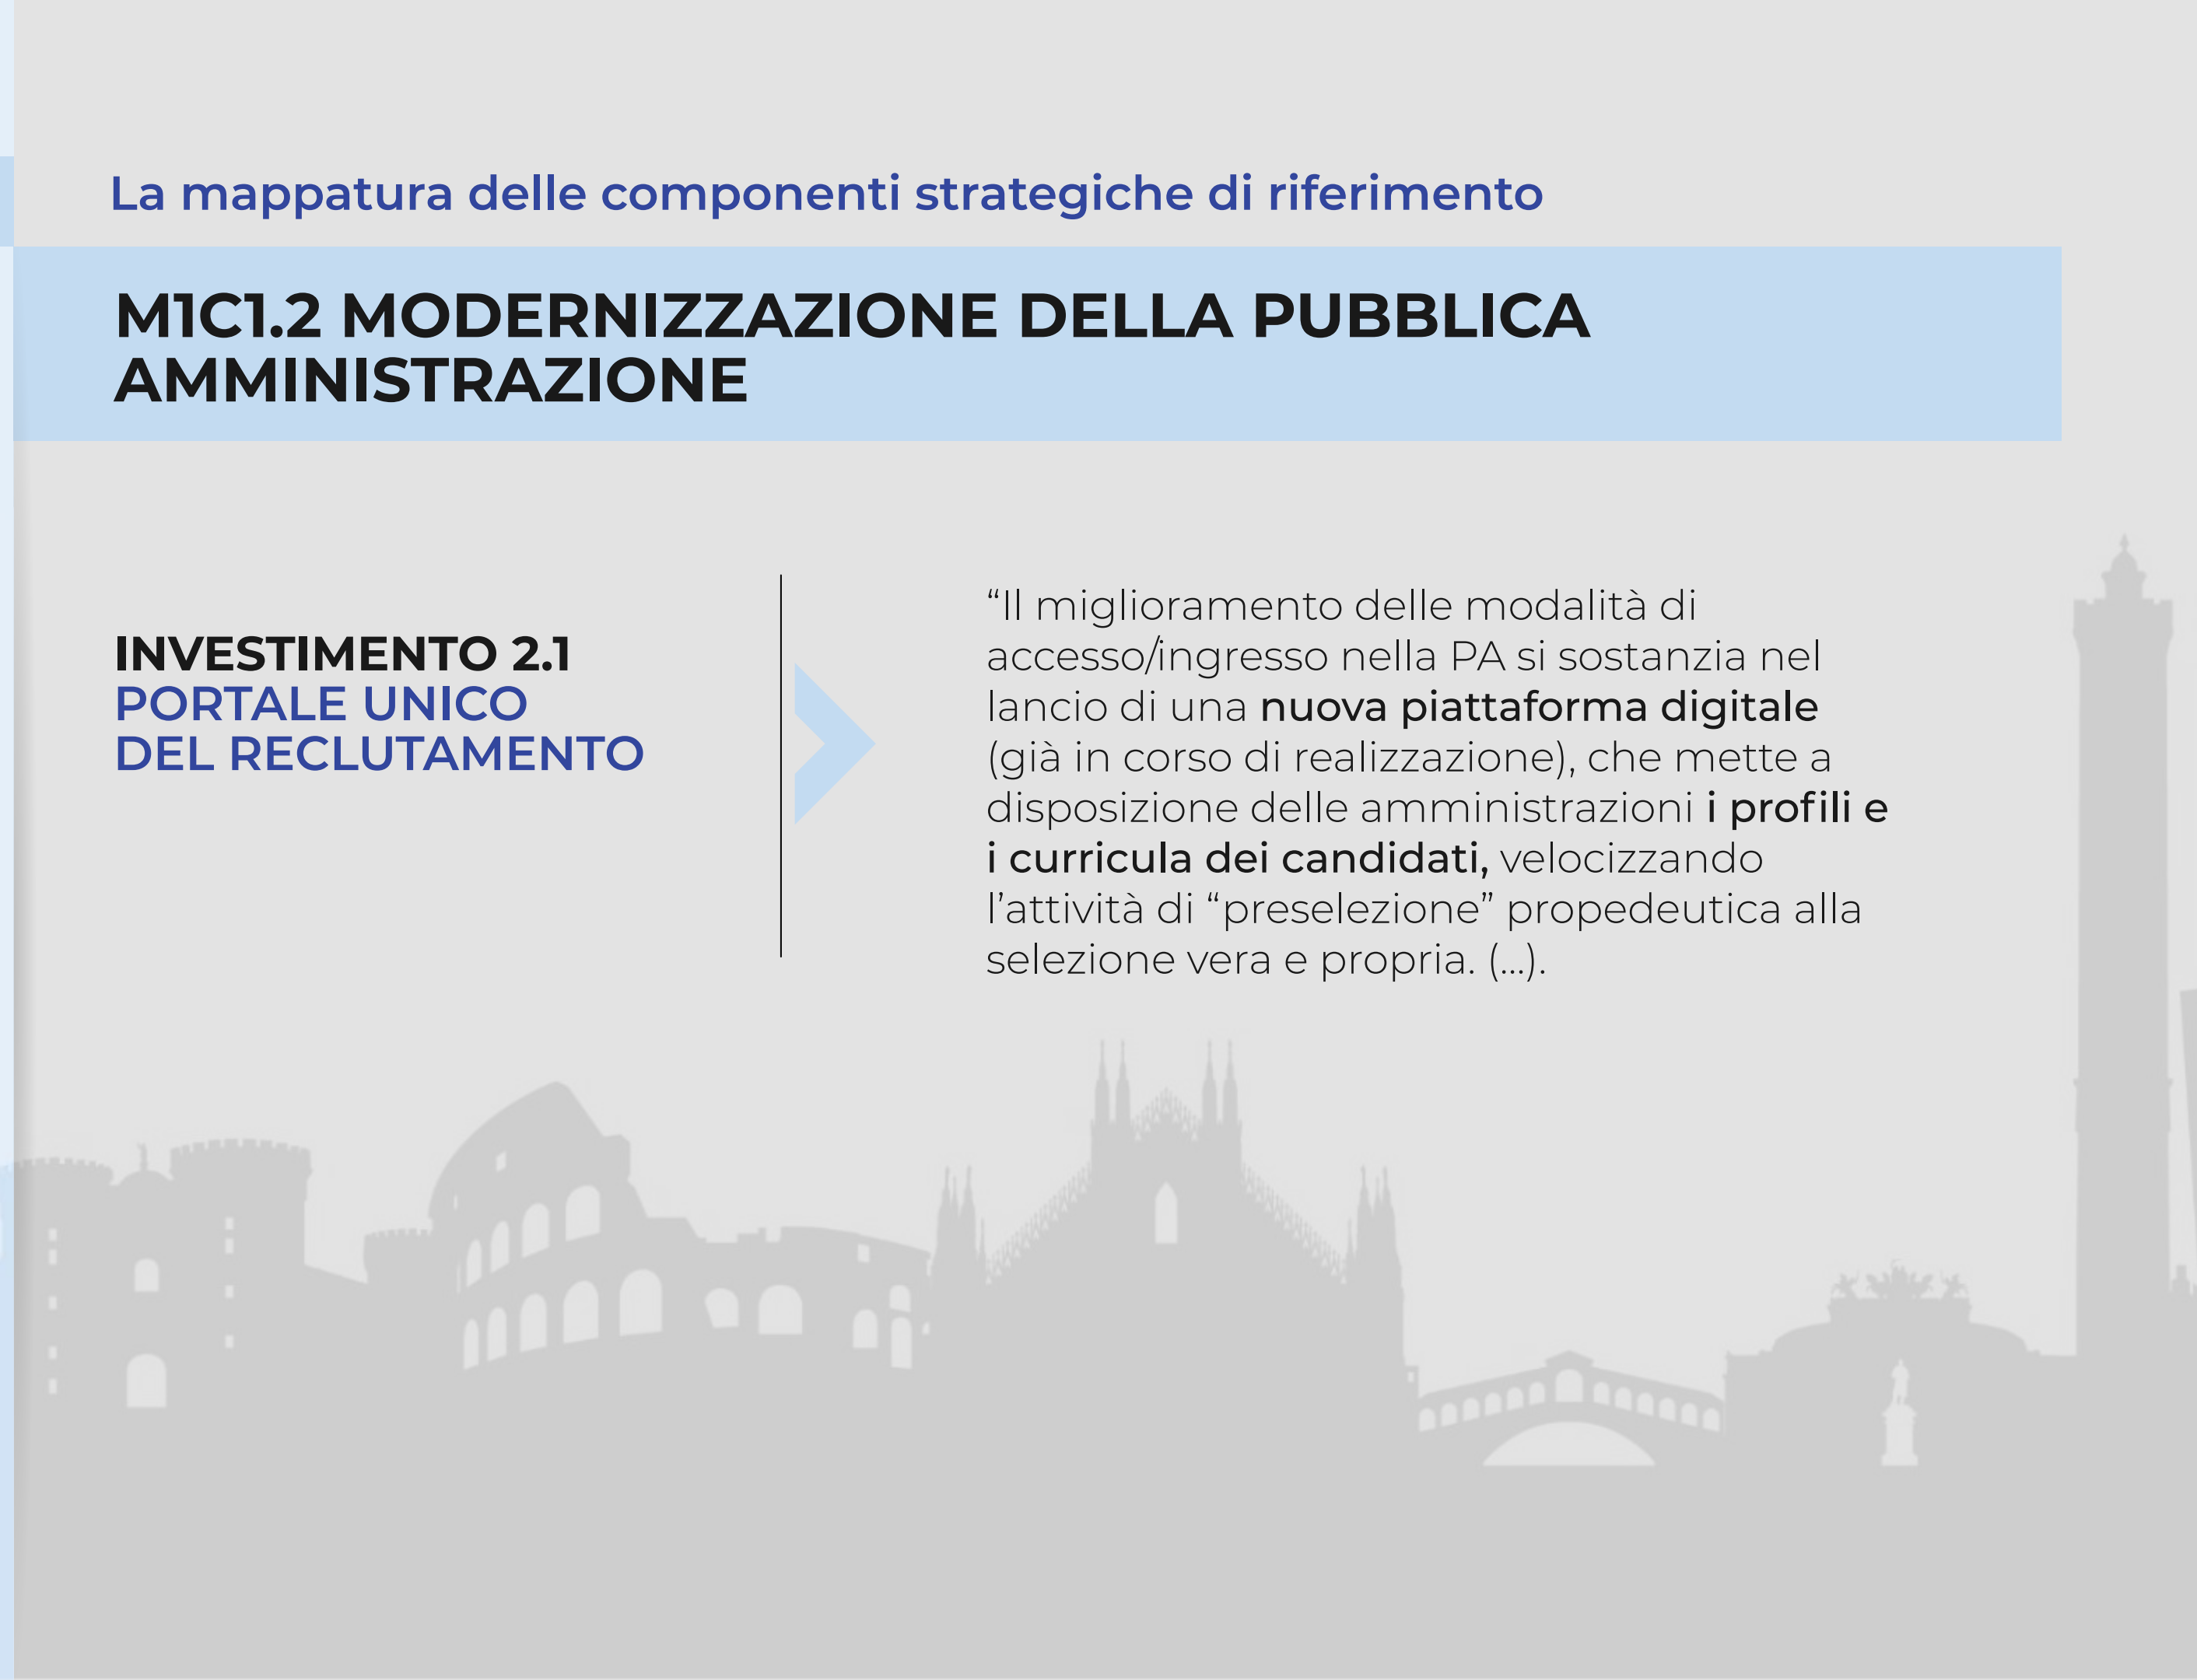 La mappatura delle componenti strategiche di riferimento
M1C1.2 MODERNIZZAZIONE DELLA PUBBLICA
AMMINISTRAZIONE
INVESTIMENTO 2.1
PORTALE UNICO
DEL RECLUTAMENTO
“Il miglioramento delle modalità di
accesso/ingresso nella PA si sostanzia nel
lancio di una nuova piattaforma digitale
(già in corso di realizzazione), che mette a
disposizione delle amministrazioni i profili e
i curricula dei candidati, velocizzando
l’attività di “preselezione” propedeutica alla
selezione vera e propria. (...).